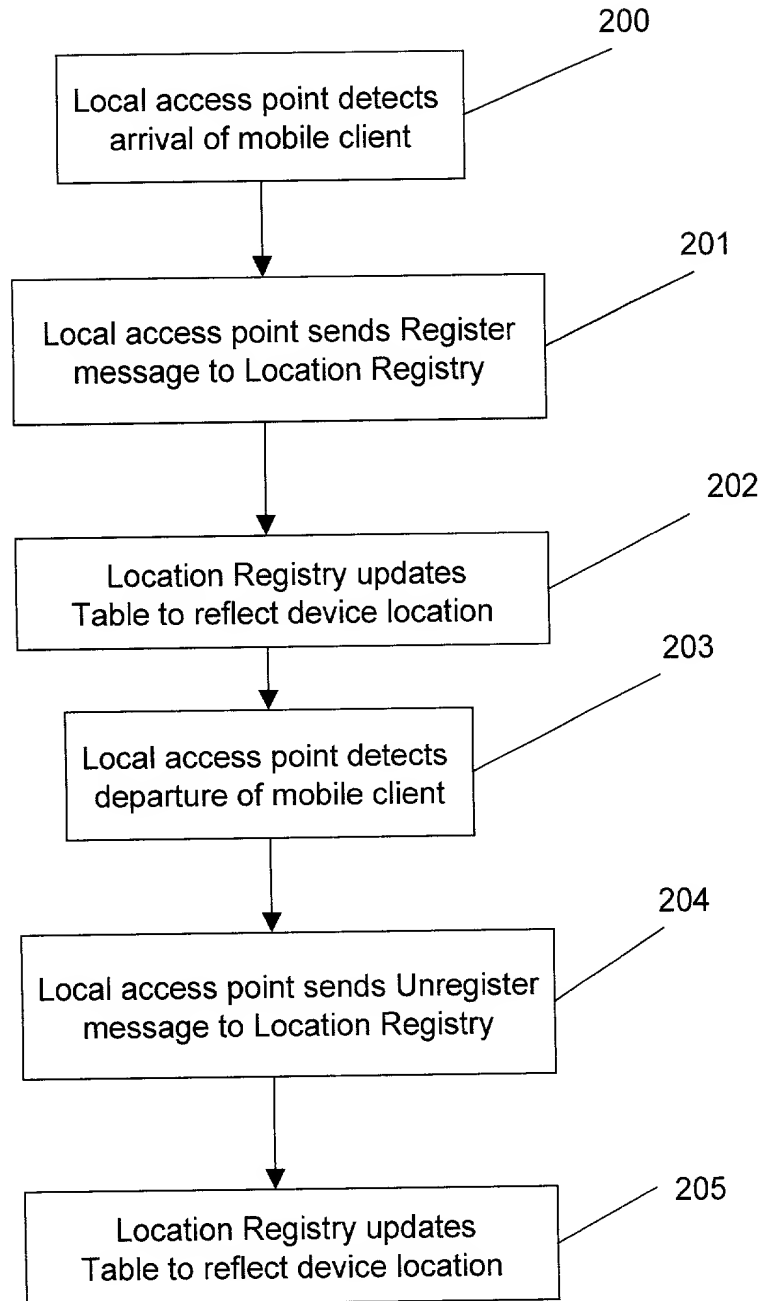 200
Local access point detects
arrival of mobile client
201
Local access point sends Register
message to Location Registry
202
Location Registry updates
Table to reflect device location
203
Local access point detects
departure of mobile client
204
Local access point sends Unregister
message to Location Registry
205
Location Registry updates
Table to reflect device location